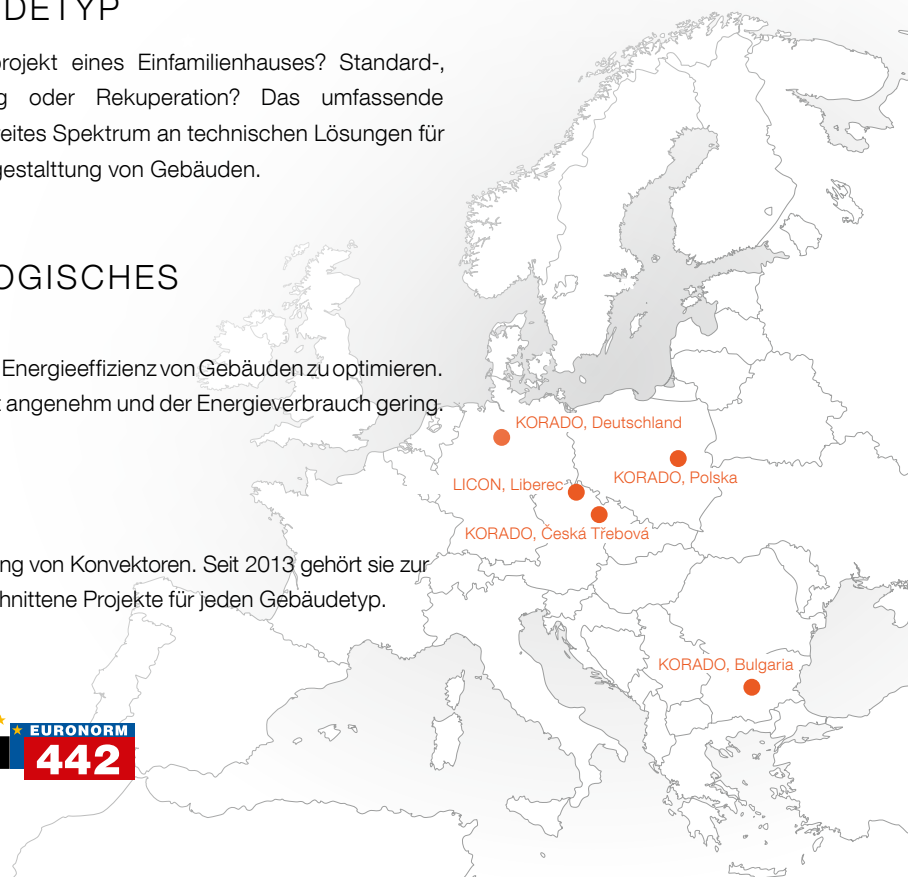 DETYP
projekt eines Einfamilienhauses? Standard-,
oder Rekuperation? Das umfassende
reites Spektrum an technischen Lösungen für
gestalttung von Gebäuden.
OGISCHES
Energieeffizienz von Gebäuden zu optimieren.
angenehm und der Energieverbrauch gering.
KORADO, Deutschland
KORADO, Polska
LICON, Liberec
KORADO, Česká Třebová
ng von Konvektoren. Seit 2013 gehört sie zur
hnittene Projekte für jeden Gebäudetyp.
KORADO, Bulgaria
EURONORM
442